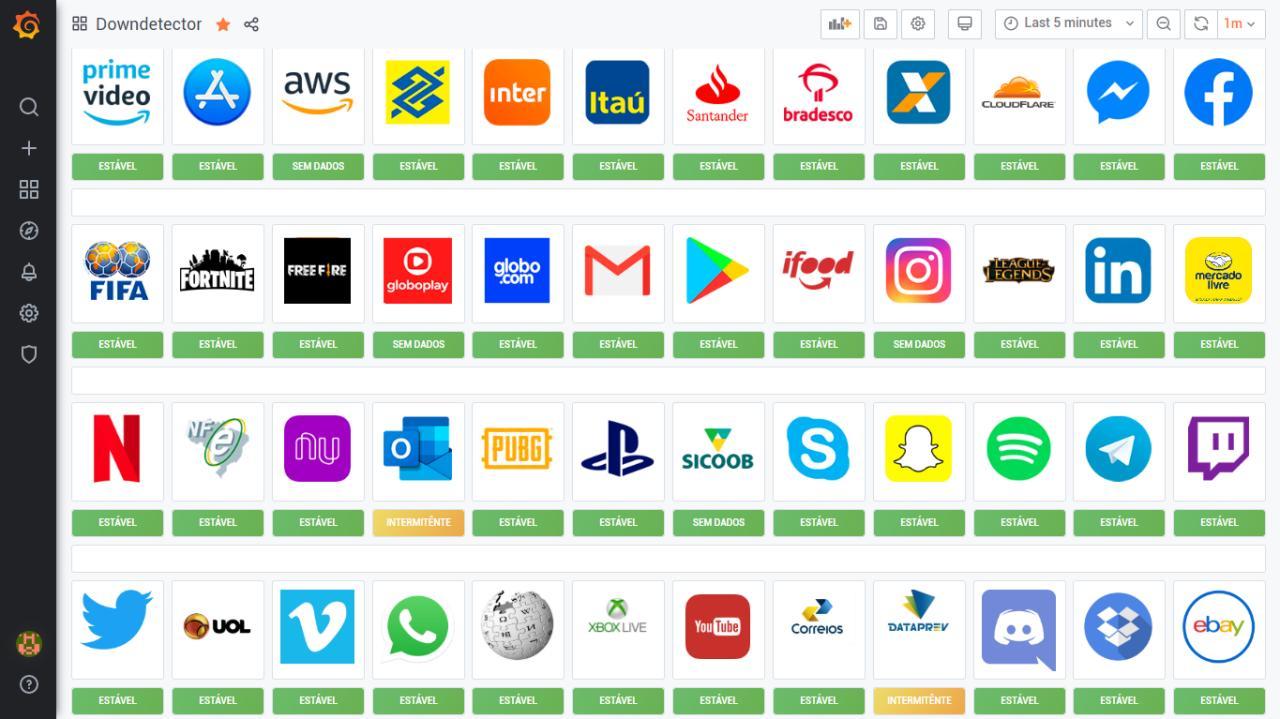 Downdetector
Last 5 minutes
1m
prime video
aws
inter
Itaú
Santander
bradesco
CLOUDFLARE
ESTÁVEL ESTÁVEL SEM DADOS ESTÁVEL ESTÁVEL ESTÁVEL ESTÁVEL ESTÁVEL ESTÁVEL ESTÁVEL ESTÁVEL ESTÁVEL
FIFA
FORTNITE
FREE FIRE
globoplay
globo.com
ifood
LEAGUE OF LEGENDS
in
mercado livre
ESTÁVEL ESTÁVEL ESTÁVEL SEM DADOS ESTÁVEL ESTÁVEL ESTÁVEL ESTÁVEL SEM DADOS ESTÁVEL ESTÁVEL ESTÁVEL
N
NFe
nu
O
PUBG
SICOOB
S
ESTÁVEL ESTÁVEL ESTÁVEL INTERMITÊNTE ESTÁVEL ESTÁVEL SEM DADOS ESTÁVEL ESTÁVEL ESTÁVEL ESTÁVEL ESTÁVEL
UOL
XBOX LIVE
YouTube
Correios
DATAPREV
ebay
ESTÁVEL ESTÁVEL ESTÁVEL ESTÁVEL ESTÁVEL ESTÁVEL ESTÁVEL ESTÁVEL INTERMITÊNTE ESTÁVEL ESTÁVEL ESTÁVEL